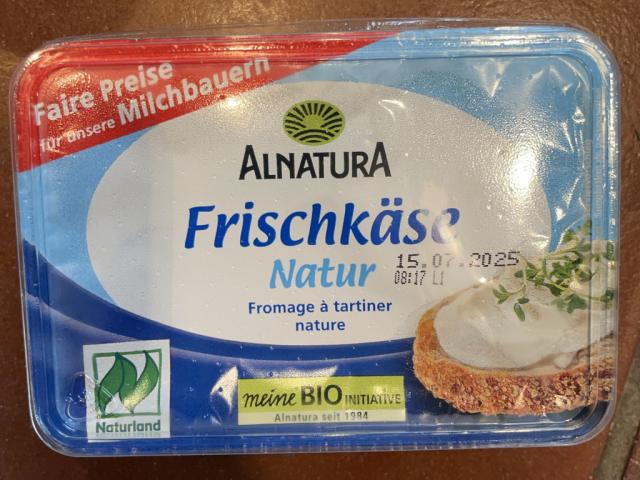 Faire Preise
für unsere Milchbauern
ALNATURA
Frischkäse
Natur
15.07.2025
08:17 L1
Fromage à tartiner
nature
Naturland
meine BIO INITIATIVE
Alnatura seit 1984